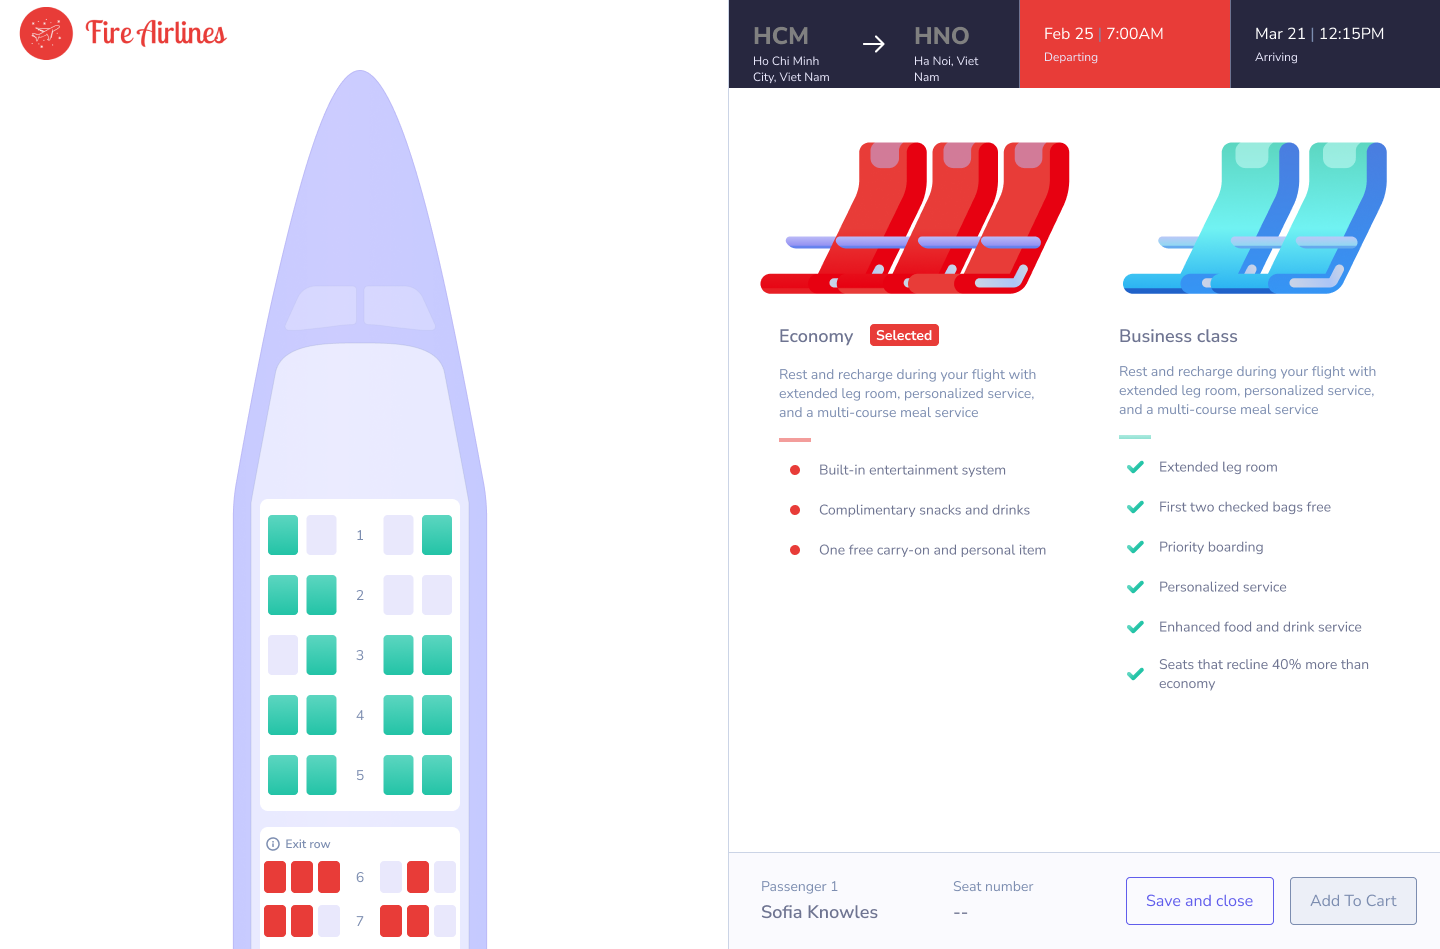 Fire Airlines
HCM
Ho Chi Minh
City, Viet Nam
HNO
Ha Noi, Viet
Nam
Feb 25 | 7:00AM
Departing
Mar 21 | 12:15PM
Arriving
1
2
3
4
5
Exit row
6
7
Economy
Selected
Rest and recharge during your flight with
extended leg room, personalized service,
and a multi-course meal service
Built-in entertainment system
Complimentary snacks and drinks
One free carry-on and personal item
Business class
Rest and recharge during your flight with
extended leg room, personalized service,
and a multi-course meal service
Extended leg room
First two checked bags free
Priority boarding
Personalized service
Enhanced food and drink service
Seats that recline 40% more than
economy
Passenger 1
Sofia Knowles
Seat number
--
Save and close
Add To Cart